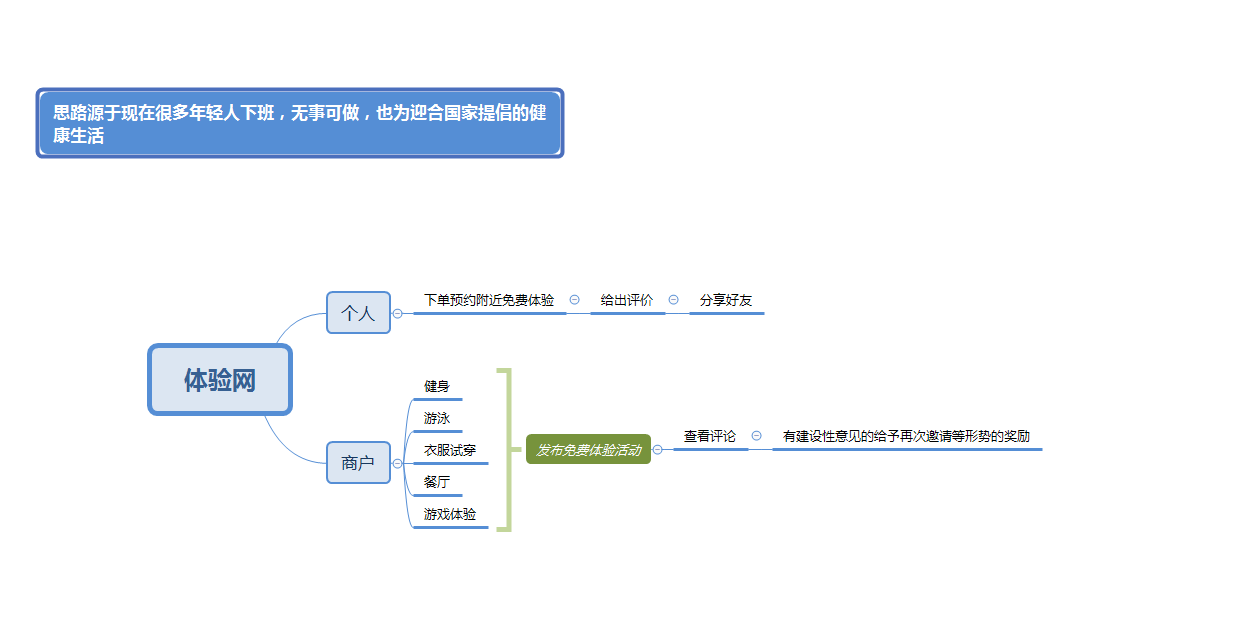 思路源于现在很多年轻人下班，无事可做，也为迎合国家提倡的健
康生活
体验网
个人
下单预约附近免费体验
给出评价
分享好友
商户
健身
游泳
衣服试穿
餐厅
游戏体验
发布免费体验活动
查看评论
有建设性意见的给予再次邀请等形势的奖励